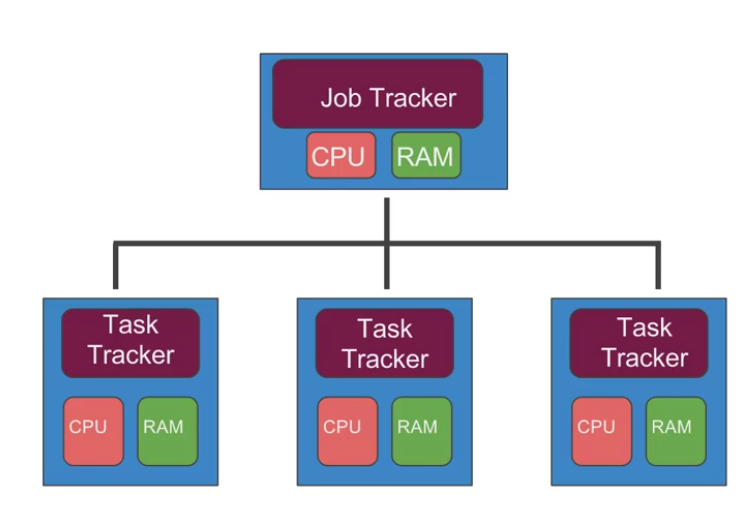 Job Tracker
CPU RAM
Task
Tracker
CPU RAM
Task
Tracker
CPU RAM
Task
Tracker
CPU RAM